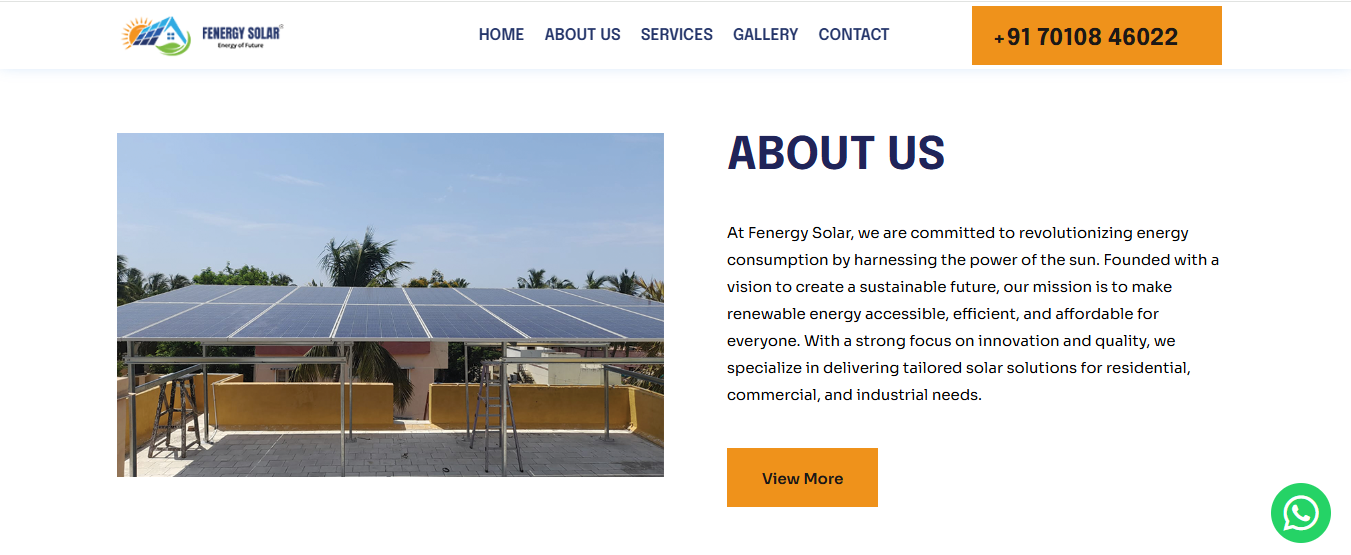 FENERGY SOLAR®
Energy of Future
HOME ABOUT US SERVICES GALLERY CONTACT
+91 70108 46022
ABOUT US
At Fenergy Solar, we are committed to revolutionizing energy
consumption by harnessing the power of the sun. Founded with a
vision to create a sustainable future, our mission is to make
renewable energy accessible, efficient, and affordable for
everyone. With a strong focus on innovation and quality, we
specialize in delivering tailored solar solutions for residential,
commercial, and industrial needs.
View More